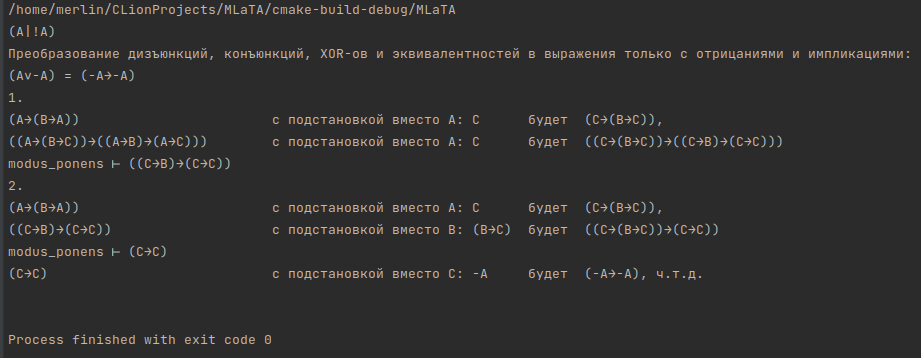 /home/merlin/CLionProjects/MLaTA/cmake-build-debug/MLaTA
(A|!A)
Преобразование дизъюнкций, конъюнкций, XOR-ов и эквивалентностей в выражения только с отрицаниями и импликациями:
(A∨¬A) = (¬A→¬A)
1.
(A→(B→A)) с подстановкой вместо A: C будет (C→(B→C)),
((A→(B→C))→((A→B)→(A→C))) с подстановкой вместо A: C будет ((C→(B→C))→((C→B)→(C→C)))
modus_ponens ⊢ ((C→B)→(C→C))
2.
(A→(B→A)) с подстановкой вместо A: C будет (C→(B→C)),
((C→B)→(C→C)) с подстановкой вместо B: (B→C) будет ((C→(B→C))→(C→C))
modus_ponens ⊢ (C→C)
(C→C) с подстановкой вместо C: ¬A будет (¬A→¬A), ч.т.д.
Process finished with exit code 0